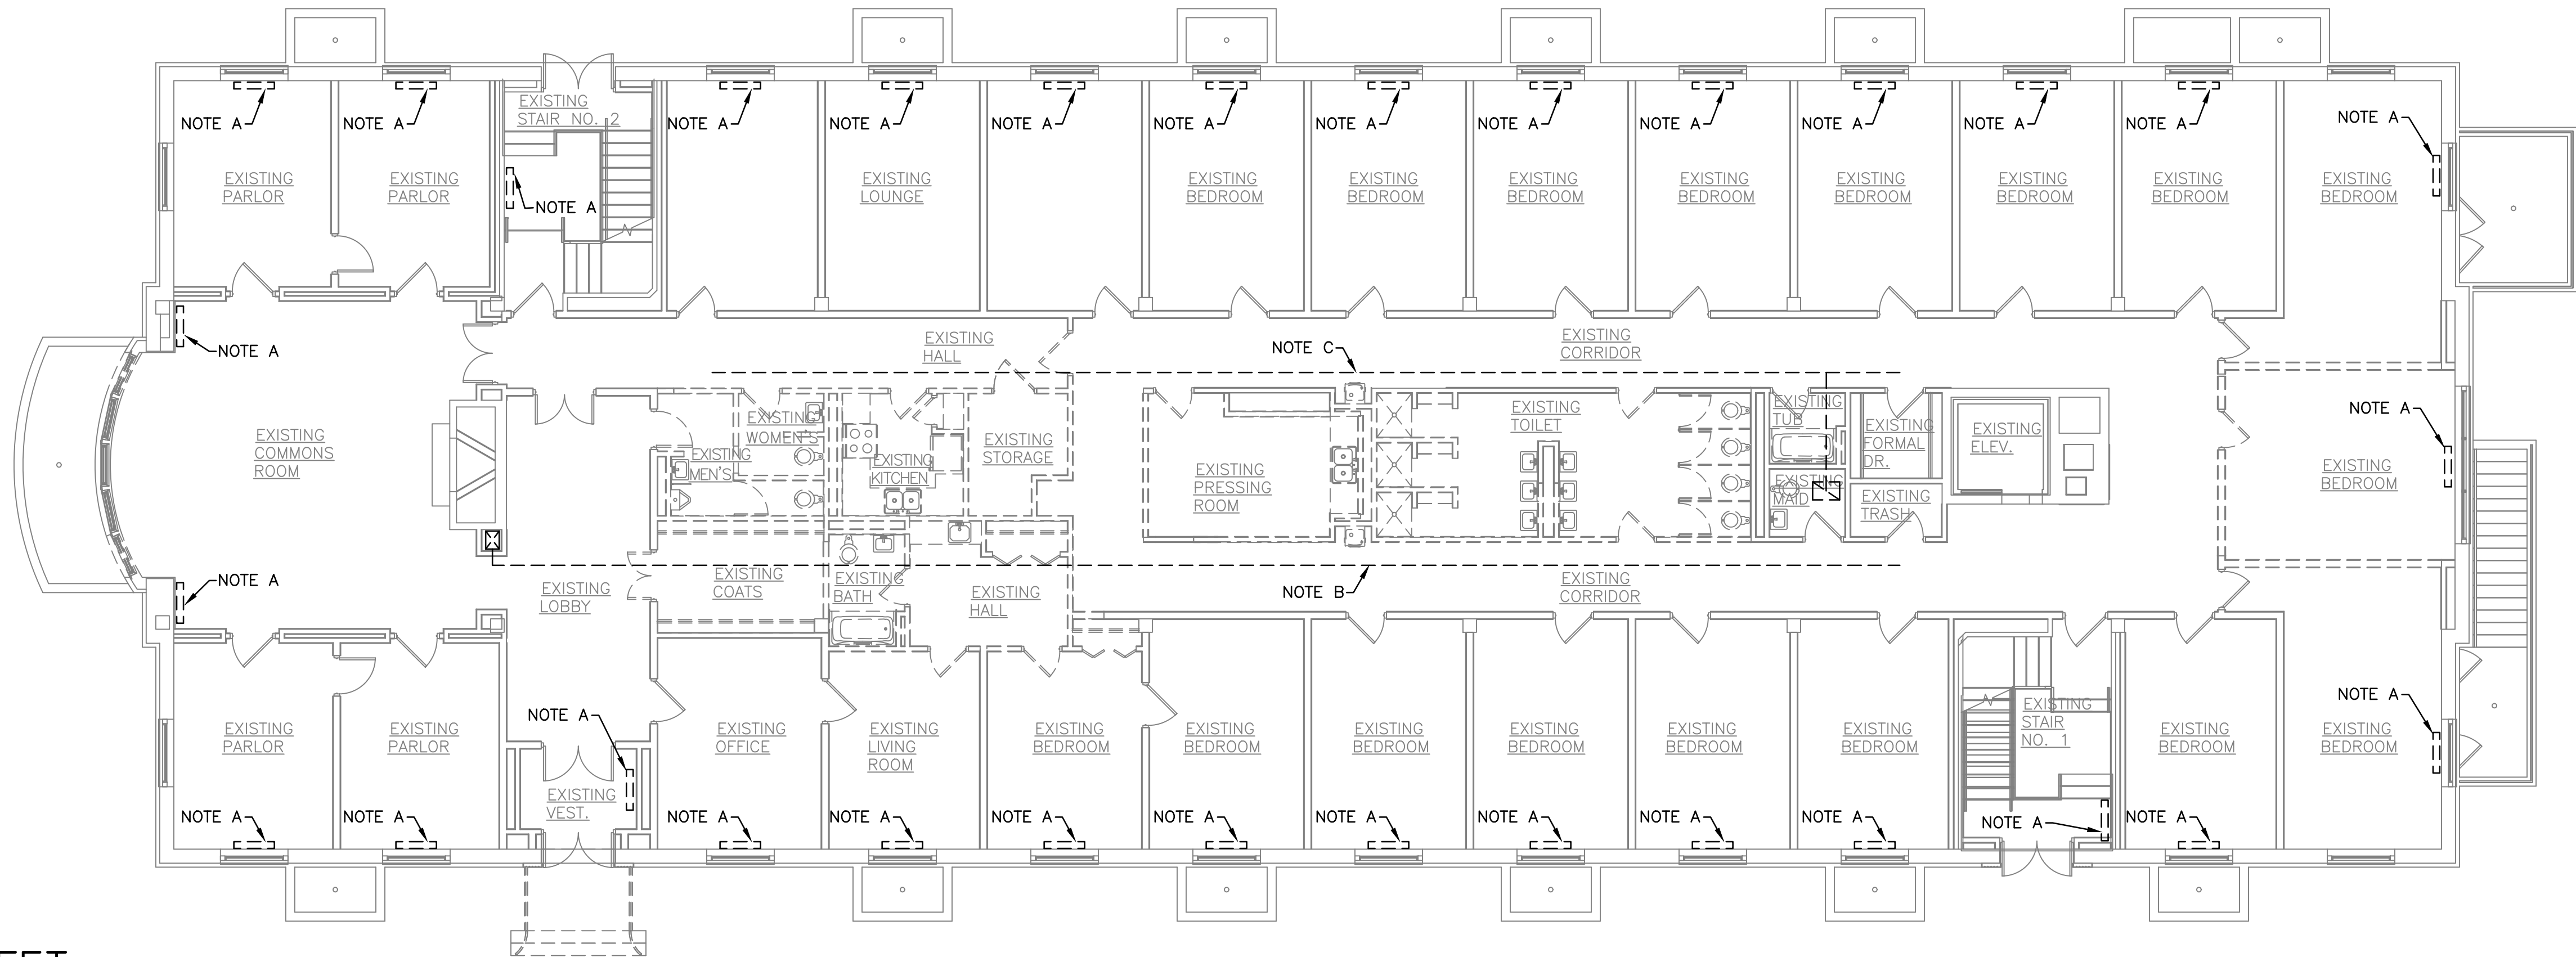 NOTE A
NOTE A
NOTE A
NOTE A
NOTE A
NOTE A
NOTE A
NOTE A
NOTE A
NOTE A
NOTE A
NOTE A
NOTE A
EXISTING
STAIR NO. 2
NOTE A
EXISTING
PARLOR
EXISTING
PARLOR
EXISTING
LOUNGE
EXISTING
BEDROOM
EXISTING
BEDROOM
EXISTING
BEDROOM
EXISTING
BEDROOM
EXISTING
BEDROOM
EXISTING
BEDROOM
EXISTING
BEDROOM
EXISTING
BEDROOM
NOTE A
EXISTING
HALL
NOTE C
EXISTING
CORRIDOR
EXISTING
COMMONS
ROOM
EXISTING
WOMEN'S
EXISTING
MEN'S
EXISTING
KITCHEN
EXISTING
STORAGE
EXISTING
PRESSING
ROOM
EXISTING
TOILET
EXISTING
TUB
EXISTING
FORMAL
DR.
EXISTING
ELEV.
EXISTING
MAID
EXISTING
TRASH
NOTE A
EXISTING
BEDROOM
NOTE A
EXISTING
LOBBY
EXISTING
COATS
EXISTING
BATH
EXISTING
HALL
NOTE B
EXISTING
CORRIDOR
EXISTING
PARLOR
EXISTING
PARLOR
NOTE A
EXISTING
VEST.
EXISTING
OFFICE
EXISTING
LIVING
ROOM
EXISTING
BEDROOM
EXISTING
BEDROOM
EXISTING
BEDROOM
EXISTING
BEDROOM
EXISTING
BEDROOM
EXISTING
BEDROOM
EXISTING
STAIR
NO. 1
EXISTING
BEDROOM
NOTE A
EXISTING
BEDROOM
NOTE A
NOTE A
NOTE A
NOTE A
NOTE A
NOTE A
NOTE A
NOTE A
NOTE A
NOTE A
NOTE A
NOTE A